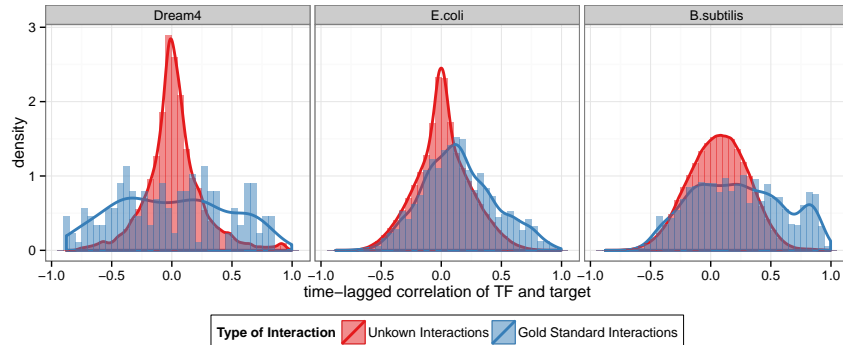 Dream4 E.coli B.subtilis
density
3
2
1
0
−1.0 −0.5 0.0 0.5 1.0 −1.0 −0.5 0.0 0.5 1.0 −1.0 −0.5 0.0 0.5 1.0
time−lagged correlation of TF and target
Type of Interaction Unkown Interactions Gold Standard Interactions